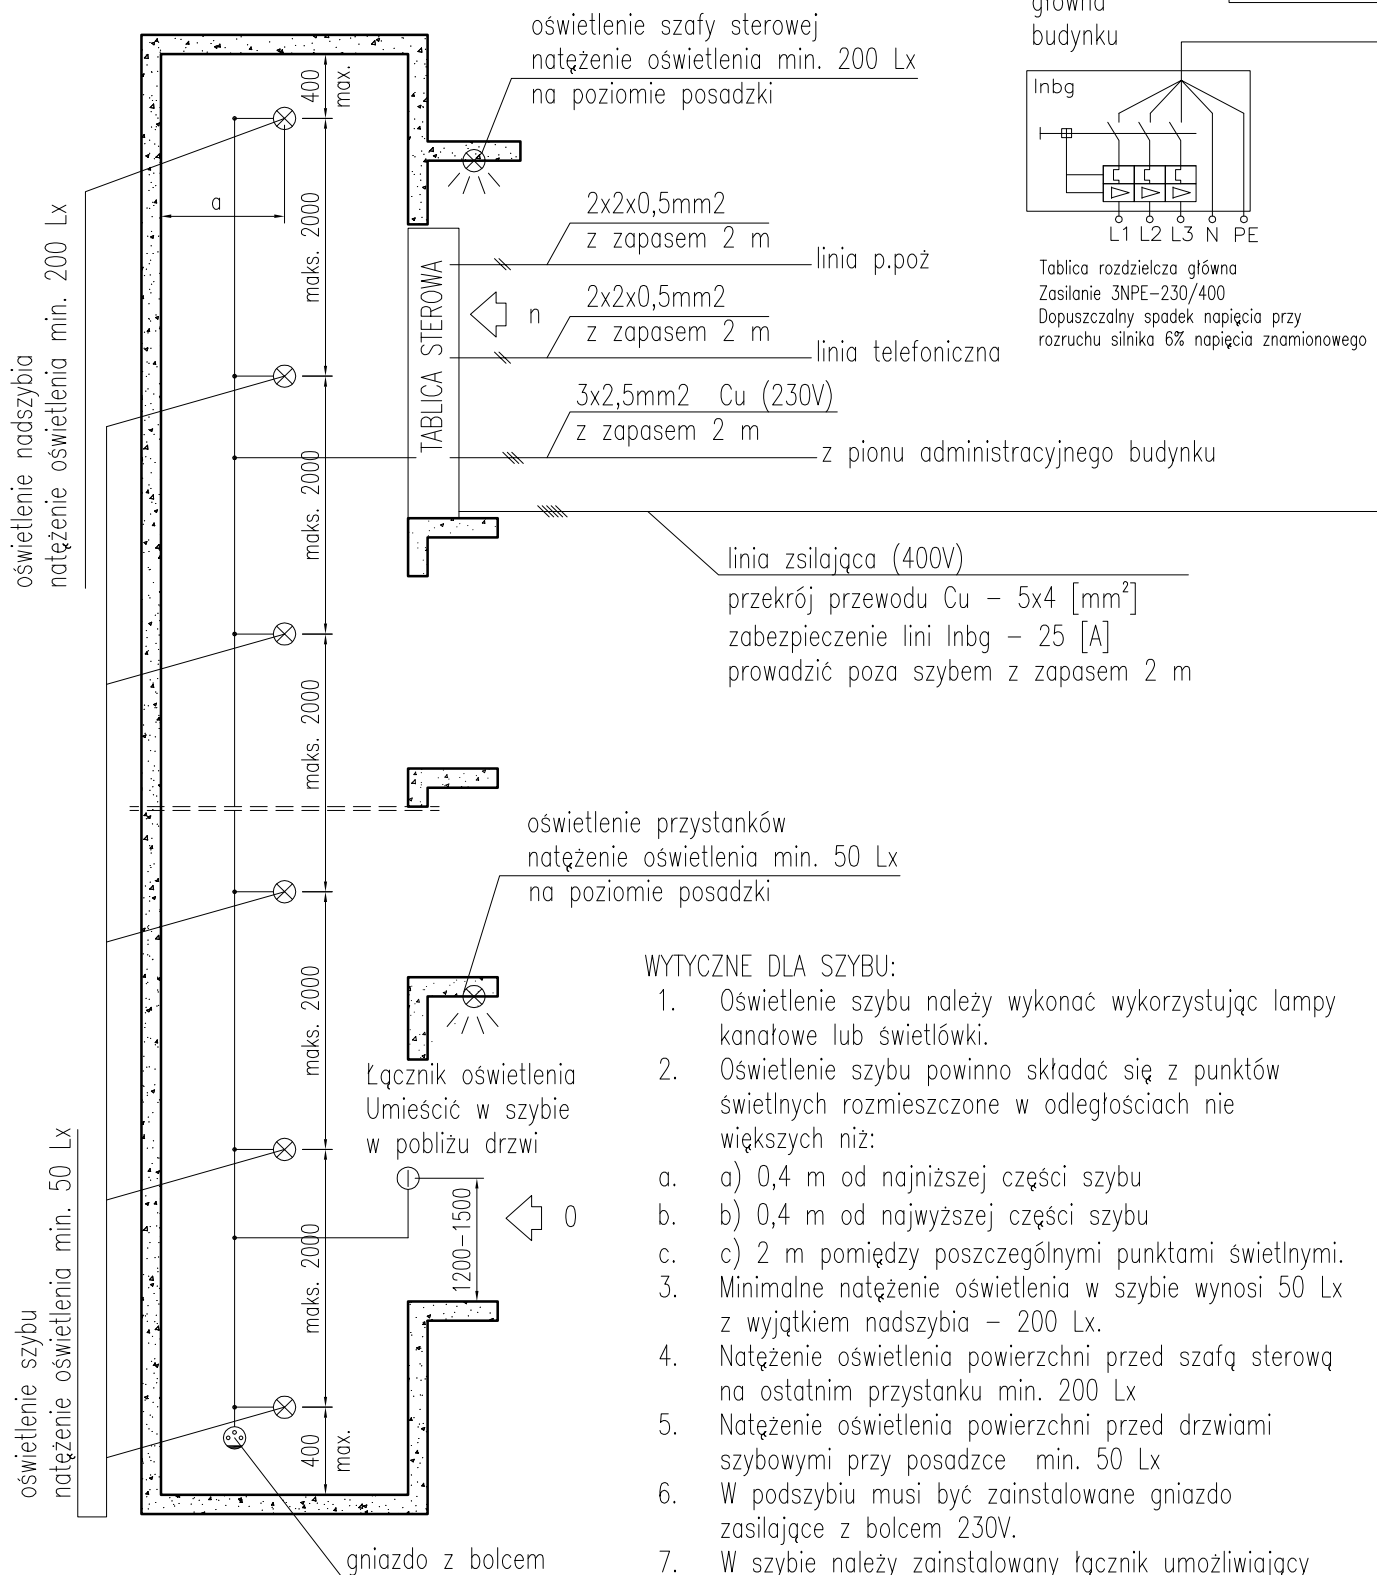 oświetlenie szafy sterowej
natężenie oświetlenia min. 200 Lx
na poziomie posadzki
główna
budynku
Inbg
L1 L2 L3 N PE
Tablica rozdzielcza główna
Zasilanie 3NPE-230/400
Dopuszczalny spadek napięcia przy
rozruchu silnika 6% napięcia znamionowego
400
max.
a
maks. 2000
maks. 2000
maks. 2000
maks. 2000
maks. 2000
400
max.
oświetlenie nadszybia
natężenie oświetlenia min. 200 Lx
TABLICA STEROWA
2x2x0,5mm2
z zapasem 2 m
linia p.poż
n
2x2x0,5mm2
z zapasem 2 m
linia telefoniczna
3x2,5mm2 Cu (230V)
z zapasem 2 m
z pionu administracyjnego budynku
linia zsilająca (400V)
przekrój przewodu Cu – 5x4 [mm²]
zabezpieczenie lini Inbg – 25 [A]
prowadzić poza szybem z zapasem 2 m
oświetlenie przystanków
natężenie oświetlenia min. 50 Lx
na poziomie posadzki
Łącznik oświetlenia
Umieścić w szybie
w pobliżu drzwi
1200-1500
0
oświetlenie szybu
natężenie oświetlenia min. 50 Lx
gniazdo z bolcem
WYTYCZNE DLA SZYBU:
1. Oświetlenie szybu należy wykonać wykorzystując lampy
kanałowe lub świetlówki.
2. Oświetlenie szybu powinno składać się z punktów
świetlnych rozmieszczone w odległościach nie
większych niż:
a. a) 0,4 m od najniższej części szybu
b. b) 0,4 m od najwyższej części szybu
c. c) 2 m pomiędzy poszczególnymi punktami świetlnymi.
3. Minimalne natężenie oświetlenia w szybie wynosi 50 Lx
z wyjątkiem nadszybia – 200 Lx.
4. Natężenie oświetlenia powierzchni przed szafą sterową
na ostatnim przystanku min. 200 Lx
5. Natężenie oświetlenia powierzchni przed drzwiami
szybowymi przy posadzce min. 50 Lx
6. W podszybiu musi być zainstalowane gniazdo
zasilające z bolcem 230V.
7. W szybie należy zainstalowany łącznik umożliwiający